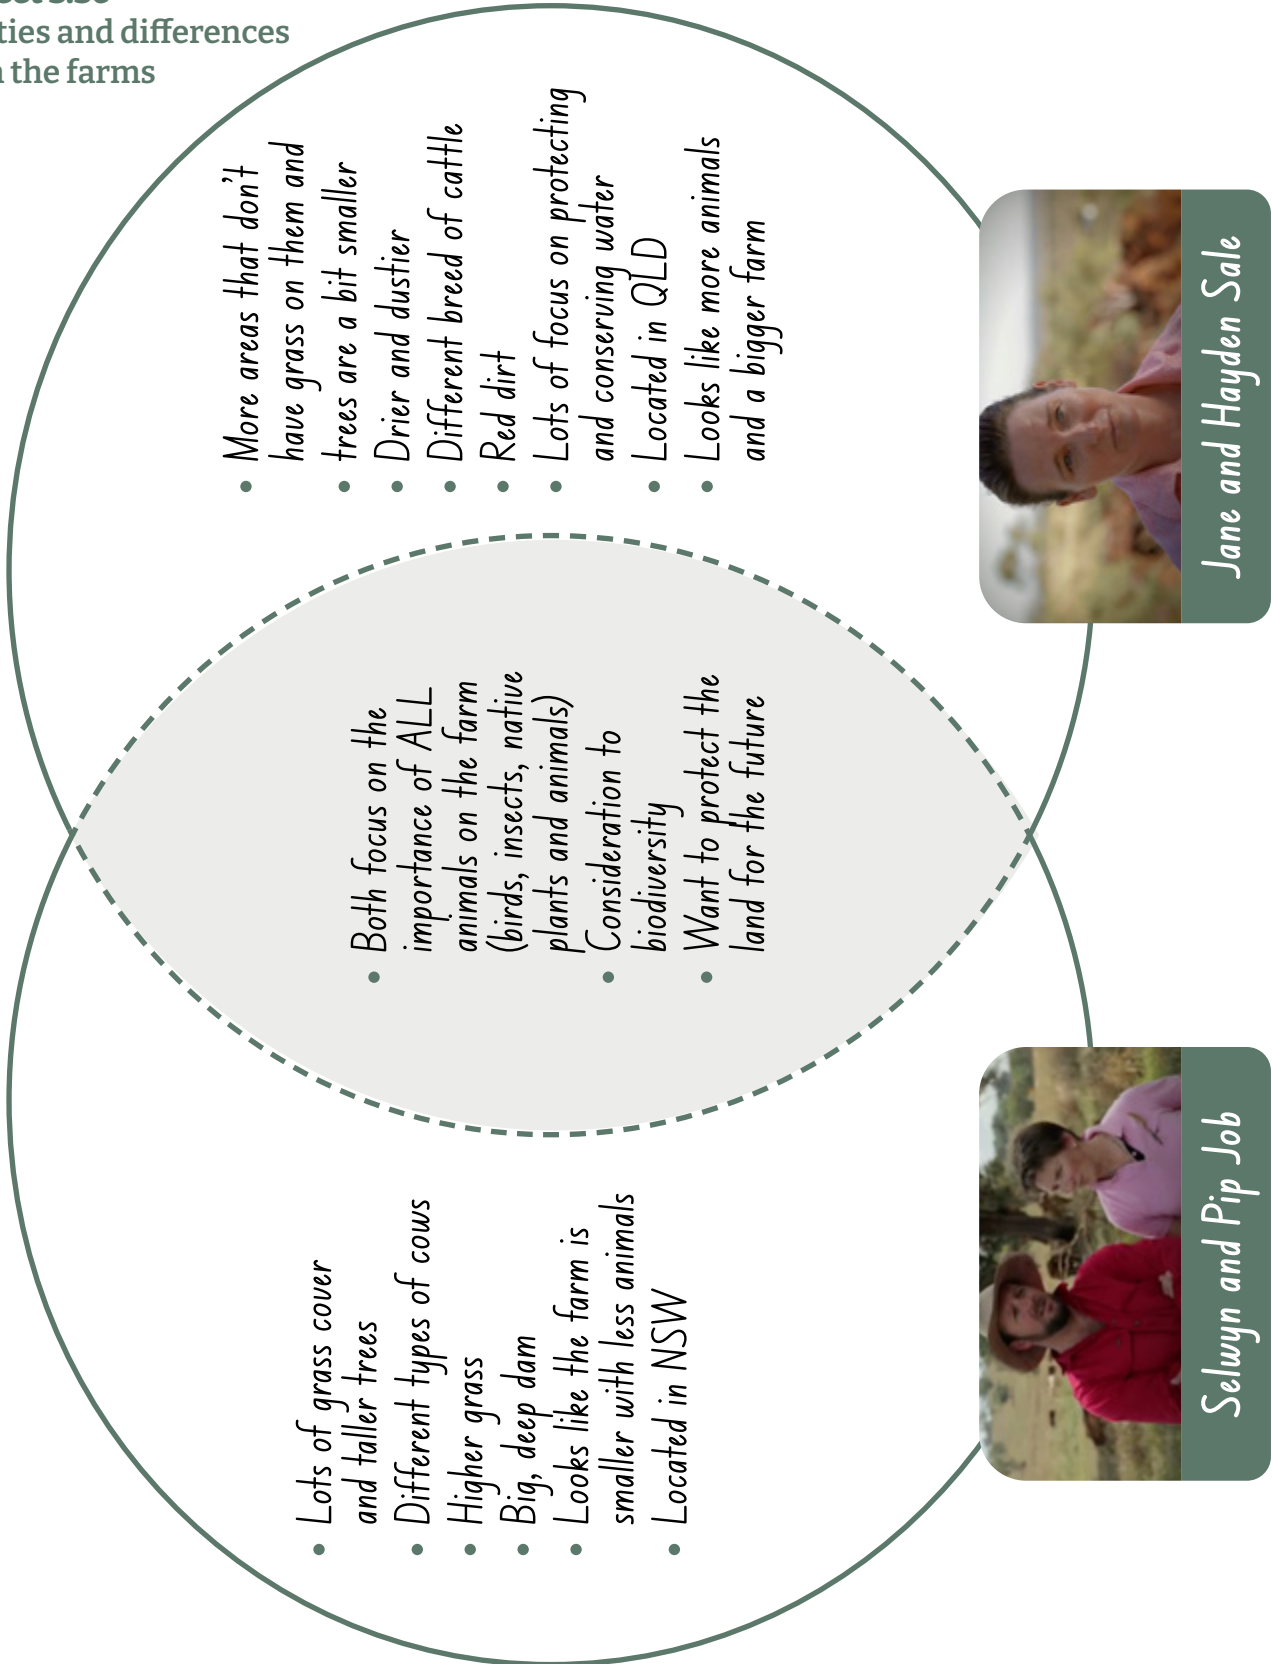 ties and differences
the farms
• Lots of grass cover
and taller trees
• Different types of cows
• Higher grass
• Big, deep dam
• Looks like the farm is
smaller with less animals
• Located in NSW
• Both focus on the
importance of ALL
animals on the farm
(birds, insects, native
plants and animals)
• Consideration to
biodiversity
• Want to protect the
land for the future
• More areas that don't
have grass on them and
• trees are a bit smaller
• Drier and dustier
• Different breed of cattle
• Red dirt
• Lots of focus on protecting
and conserving water
• Located in QLD
• Looks like more animals
and a bigger farm
Selwyn and Pip Job
Jane and Hayden Sale